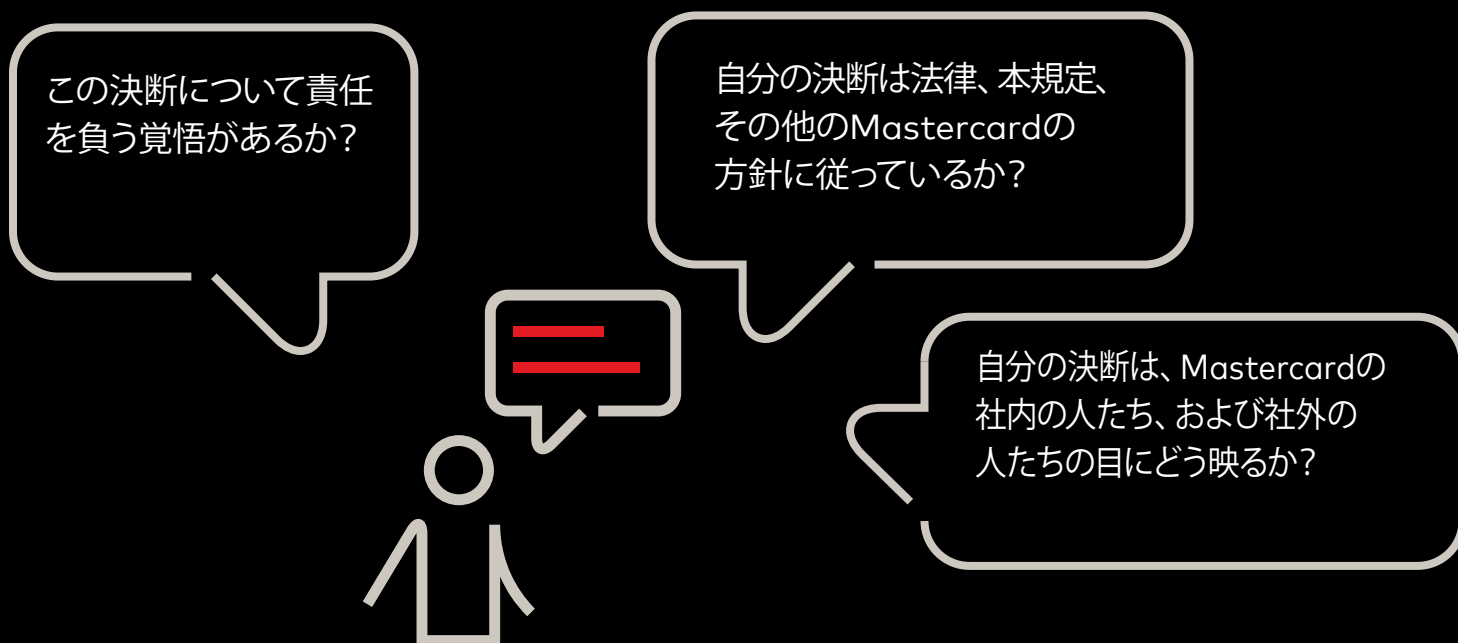 この決断について責任
を負う覚悟があるか？
自分の決断は法律、本規定、
その他のMastercardの
方針に従っているか？
自分の決断は、Mastercardの
社内の人たち、および社外の
人たちの目にどう映るか？